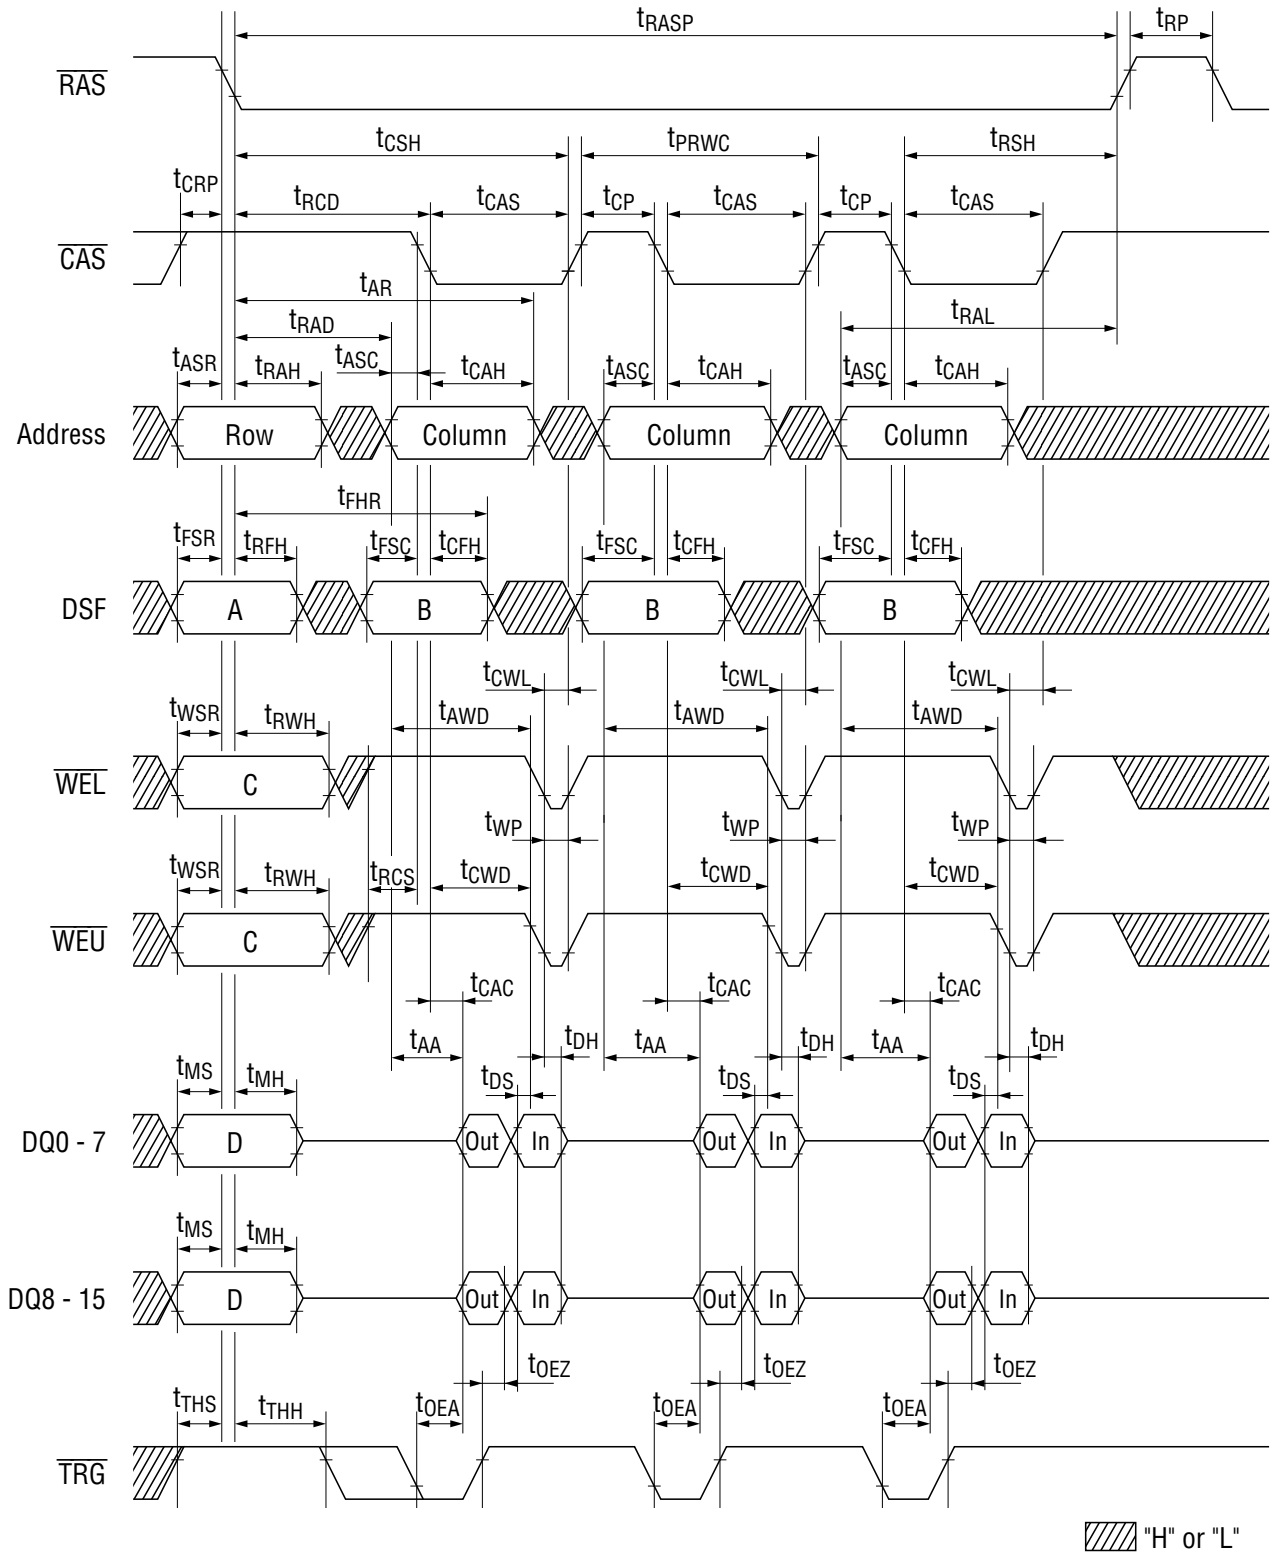 tRASP tRP
RAS
tCSH tPRWC tRSH
tCRP tRCD tCAS tCP tCAS tCP tCAS
CAS
tAR
tRAD tRAL
tASR tRAH tASC tCAH tASC tCAH tASC tCAH
Address Row Column Column Column
tFHR
tFSR tRFH tFSC tCFH tFSC tCFH tFSC tCFH
DSF A B B B
tCWL tCWL tCWL
tWSR tRWH tAWD tAWD tAWD
WEL C
tWP tWP tWP
tWSR tRWH tRCS tCWD tCWD tCWD
WEU C
tCAC tCAC tCAC
tAA tDH tAA tDH tAA tDH
tMS tMH tDS tDS tDS
DQ0 - 7 D Out In Out In Out In
tMS tMH
DQ8 - 15 D Out In Out In Out In
tOEZ tOEZ tOEZ
tTHS tTHH tOEA tOEA tOEA
TRG
"H" or "L"